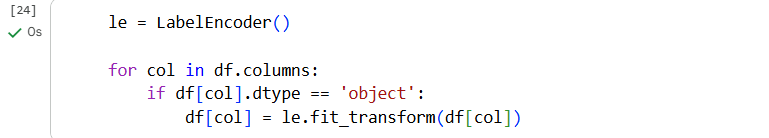 [24]
0s
le = LabelEncoder()
for col in df.columns:
    if df[col].dtype == 'object':
        df[col] = le.fit_transform(df[col])